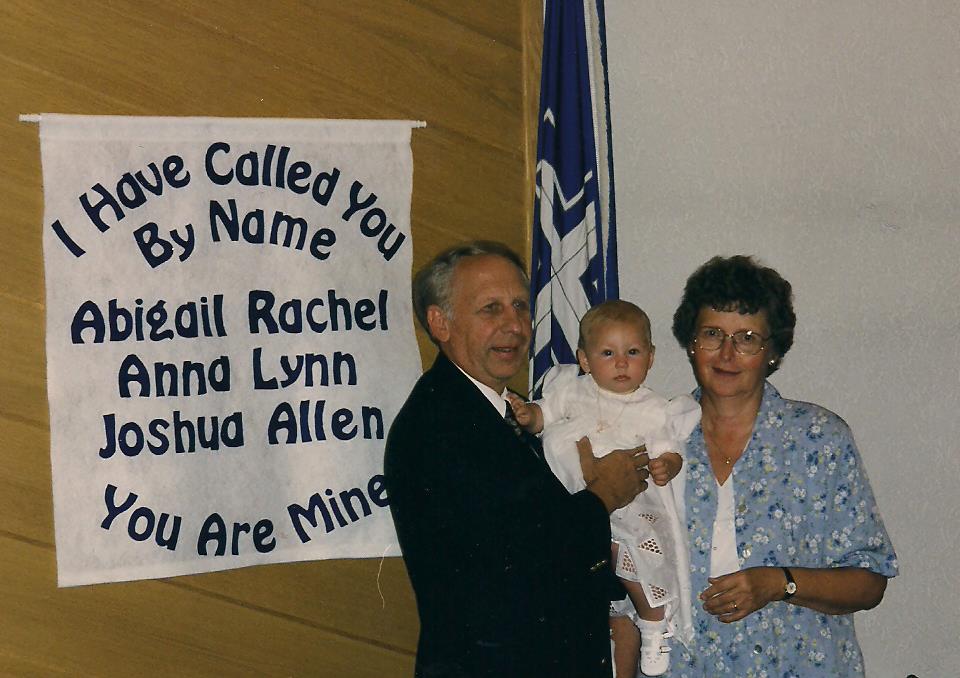 I Have Called You
By Name
Abigail Rachel
Anna Lynn
Joshua Allen
You Are Mine